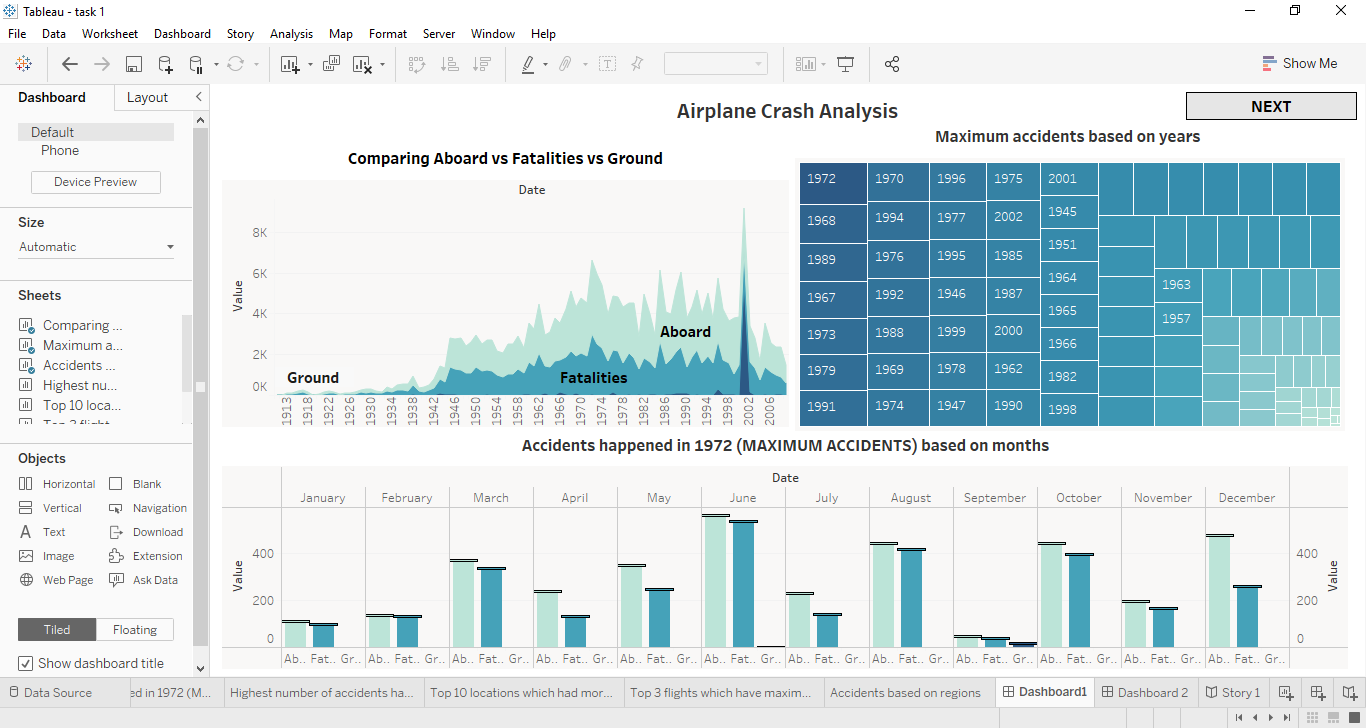 Tableau - task 1
File Data Worksheet Dashboard Story Analysis Map Format Server Window Help
Show Me
Dashboard Layout
Default
Phone
Device Preview
Size
Automatic
Sheets
Comparing ...
Maximum a...
Accidents ...
Highest nu...
Top 10 loca...
Objects
Horizontal Blank
Vertical Navigation
Text Download
Image Extension
Web Page Ask Data
Tiled Floating
Show dashboard title
Airplane Crash Analysis
NEXT
Comparing Aboard vs Fatalities vs Ground
Date
Value
8K
6K
4K
2K
0K
Aboard
Ground
Fatalities
1913 1918 1922 1926 1930 1934 1938 1942 1946 1950 1954 1958 1962 1966 1970 1974 1978 1982 1986 1990 1994 1998 2002 2006
Maximum accidents based on years
1972 1970 1996 1975 2001
1968 1994 1977 2002 1945
1989 1976 1995 1985 1951
1967 1992 1946 1987 1964 1963
1973 1988 1999 2000 1965 1957
1979 1969 1978 1962 1966
1991 1974 1947 1990 1982
1998
Accidents happened in 1972 (MAXIMUM ACCIDENTS) based on months
Date
January February March April May June July August September October November December
Value
400 400
200 200
0 0
Value
Ab.. Fat.. Gr.. Ab.. Fat.. Gr.. Ab.. Fat.. Gr.. Ab.. Fat.. Gr.. Ab.. Fat.. Gr.. Ab.. Fat.. Gr.. Ab.. Fat.. Gr.. Ab.. Fat.. Gr.. Ab.. Fat.. Gr.. Ab.. Fat.. Gr.. Ab.. Fat.. Gr.. Ab.. Fat.. Gr..
Data Source ed in 1972 (M... Highest number of accidents ha... Top 10 locations which had mor... Top 3 flights which have maxim... Accidents based on regions Dashboard1 Dashboard 2 Story 1